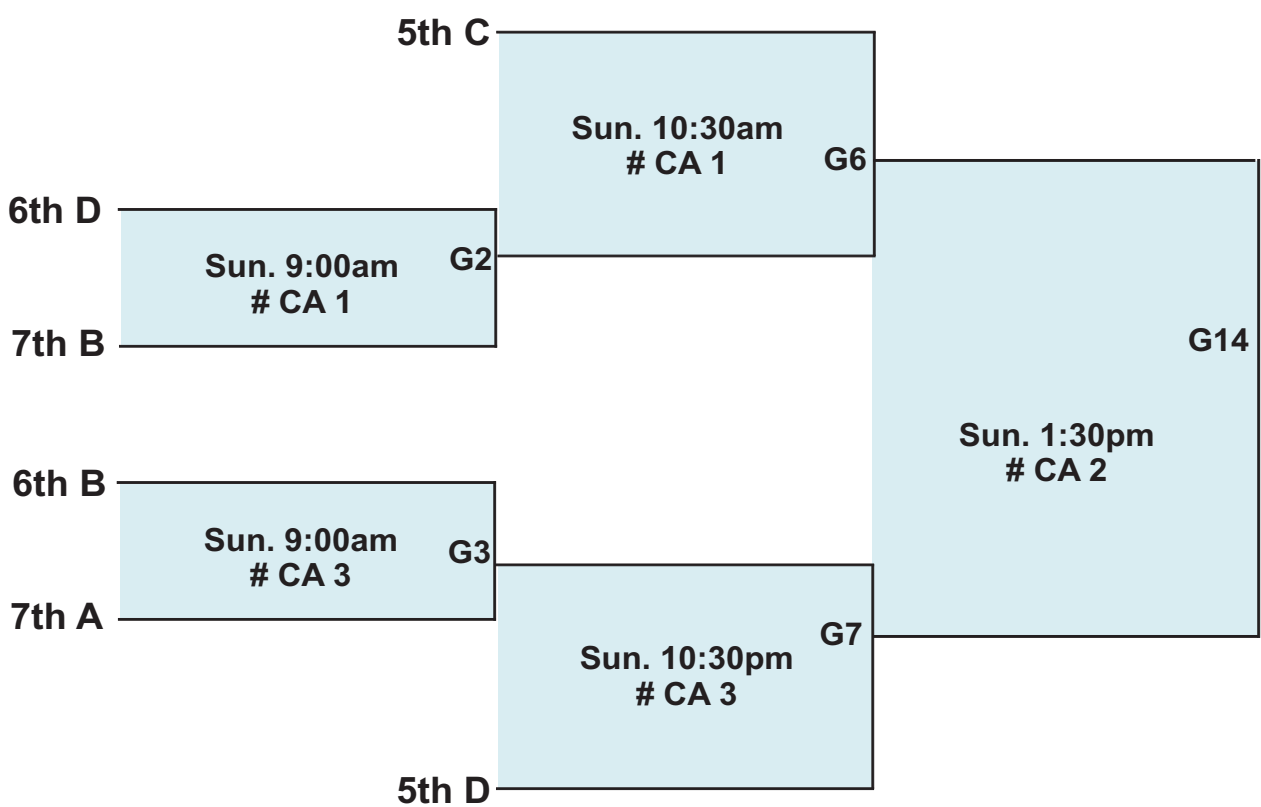 5th C
Sun. 10:30am
# CA 1
G6
6th D
Sun. 9:00am
# CA 1
G2
7th B
G14
Sun. 1:30pm
# CA 2
6th B
Sun. 9:00am
# CA 3
G3
7th A
Sun. 10:30pm
# CA 3
G7
5th D